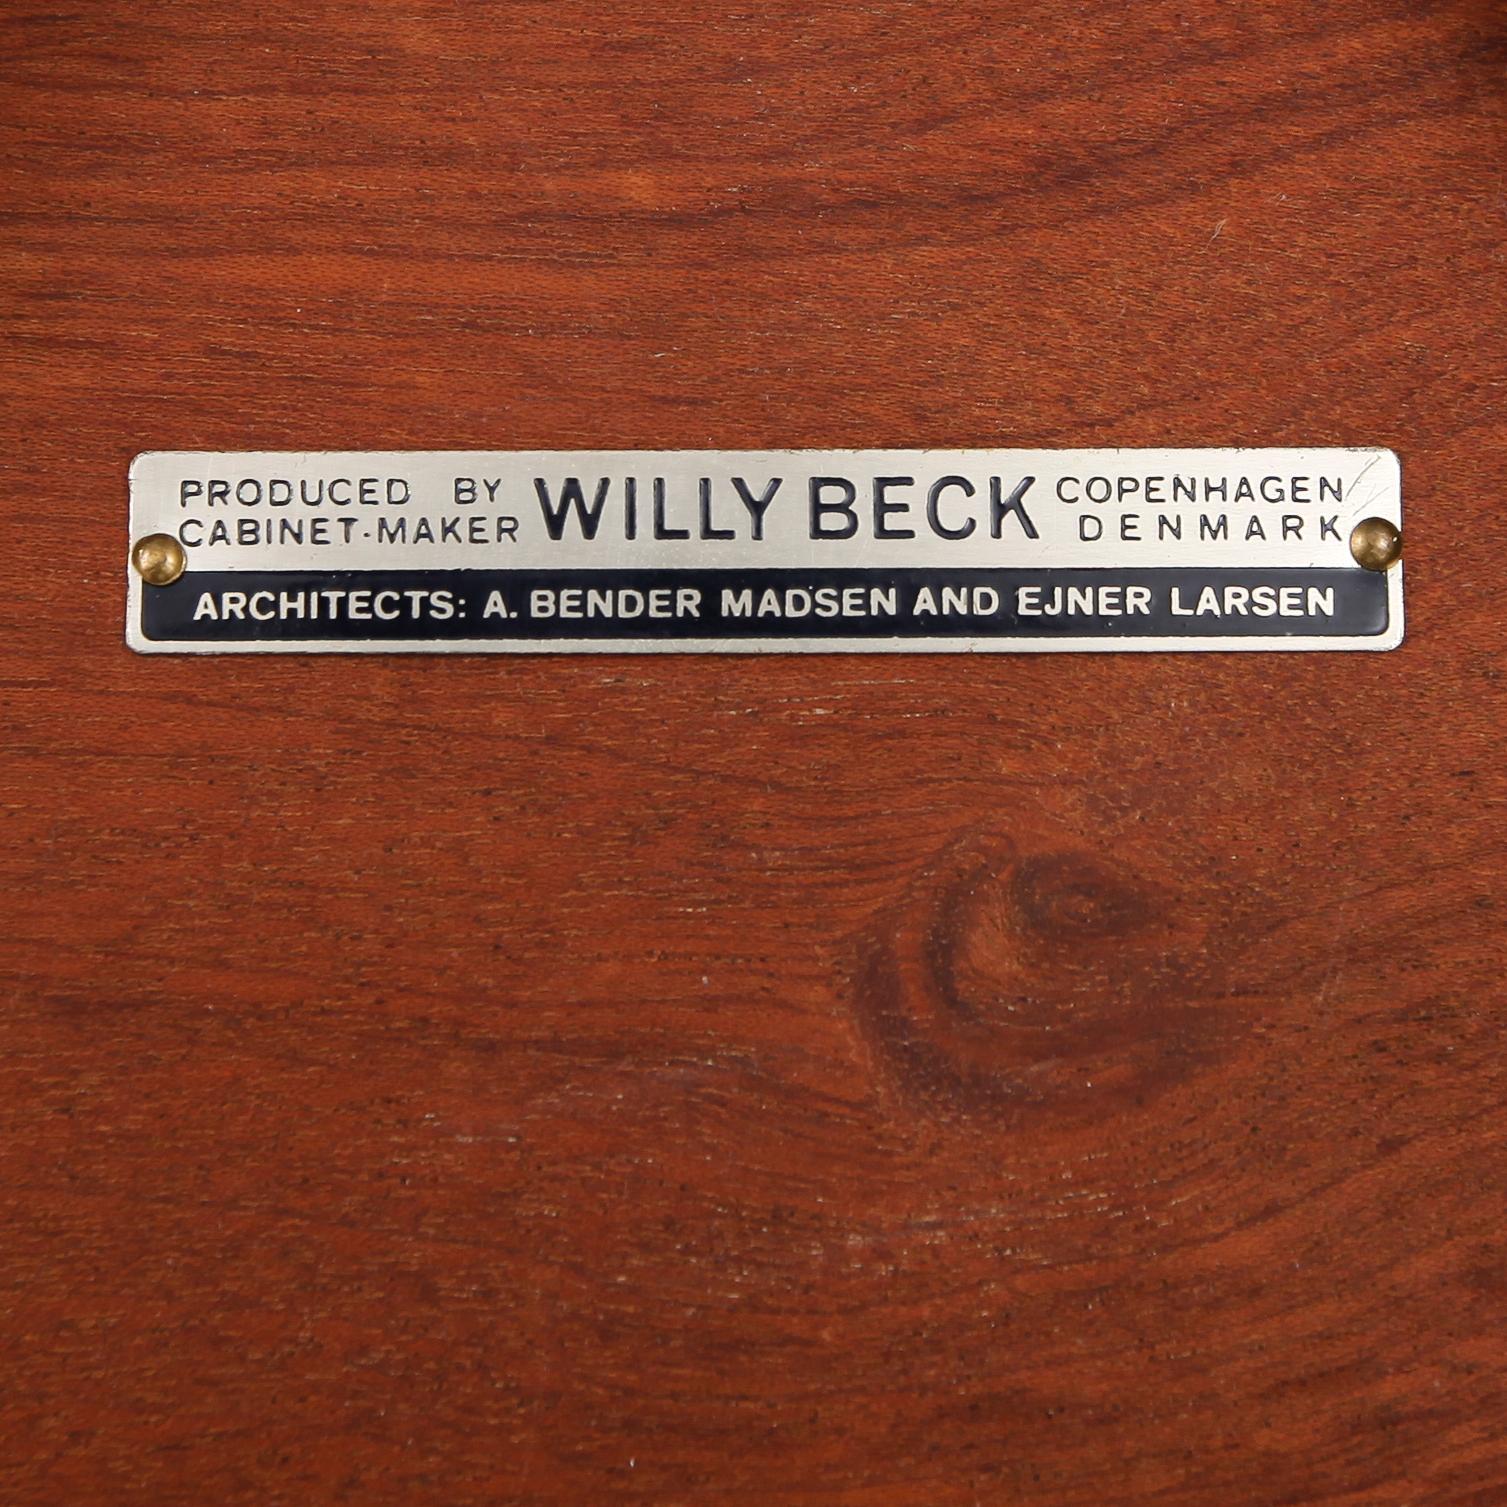 PRODUCED BY WILLY BECK COPENHAGEN
CABINET-MAKER DENMARK
ARCHITECTS: A. BENDER MADSEN AND EJNER LARSEN